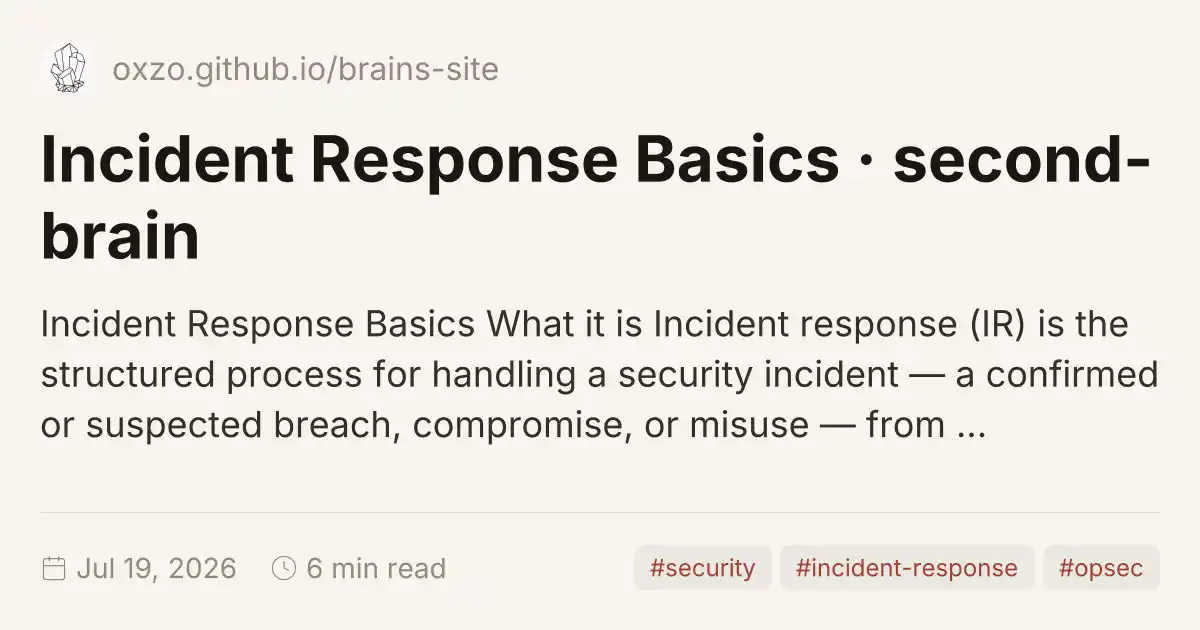 oxzo.github.io/brains-site
Incident Response Basics · second-
brain
Incident Response Basics What it is Incident response (IR) is the
structured process for handling a security incident — a confirmed
or suspected breach, compromise, or misuse — from ...
Jul 19, 2026 6 min read #security #incident-response #opsec